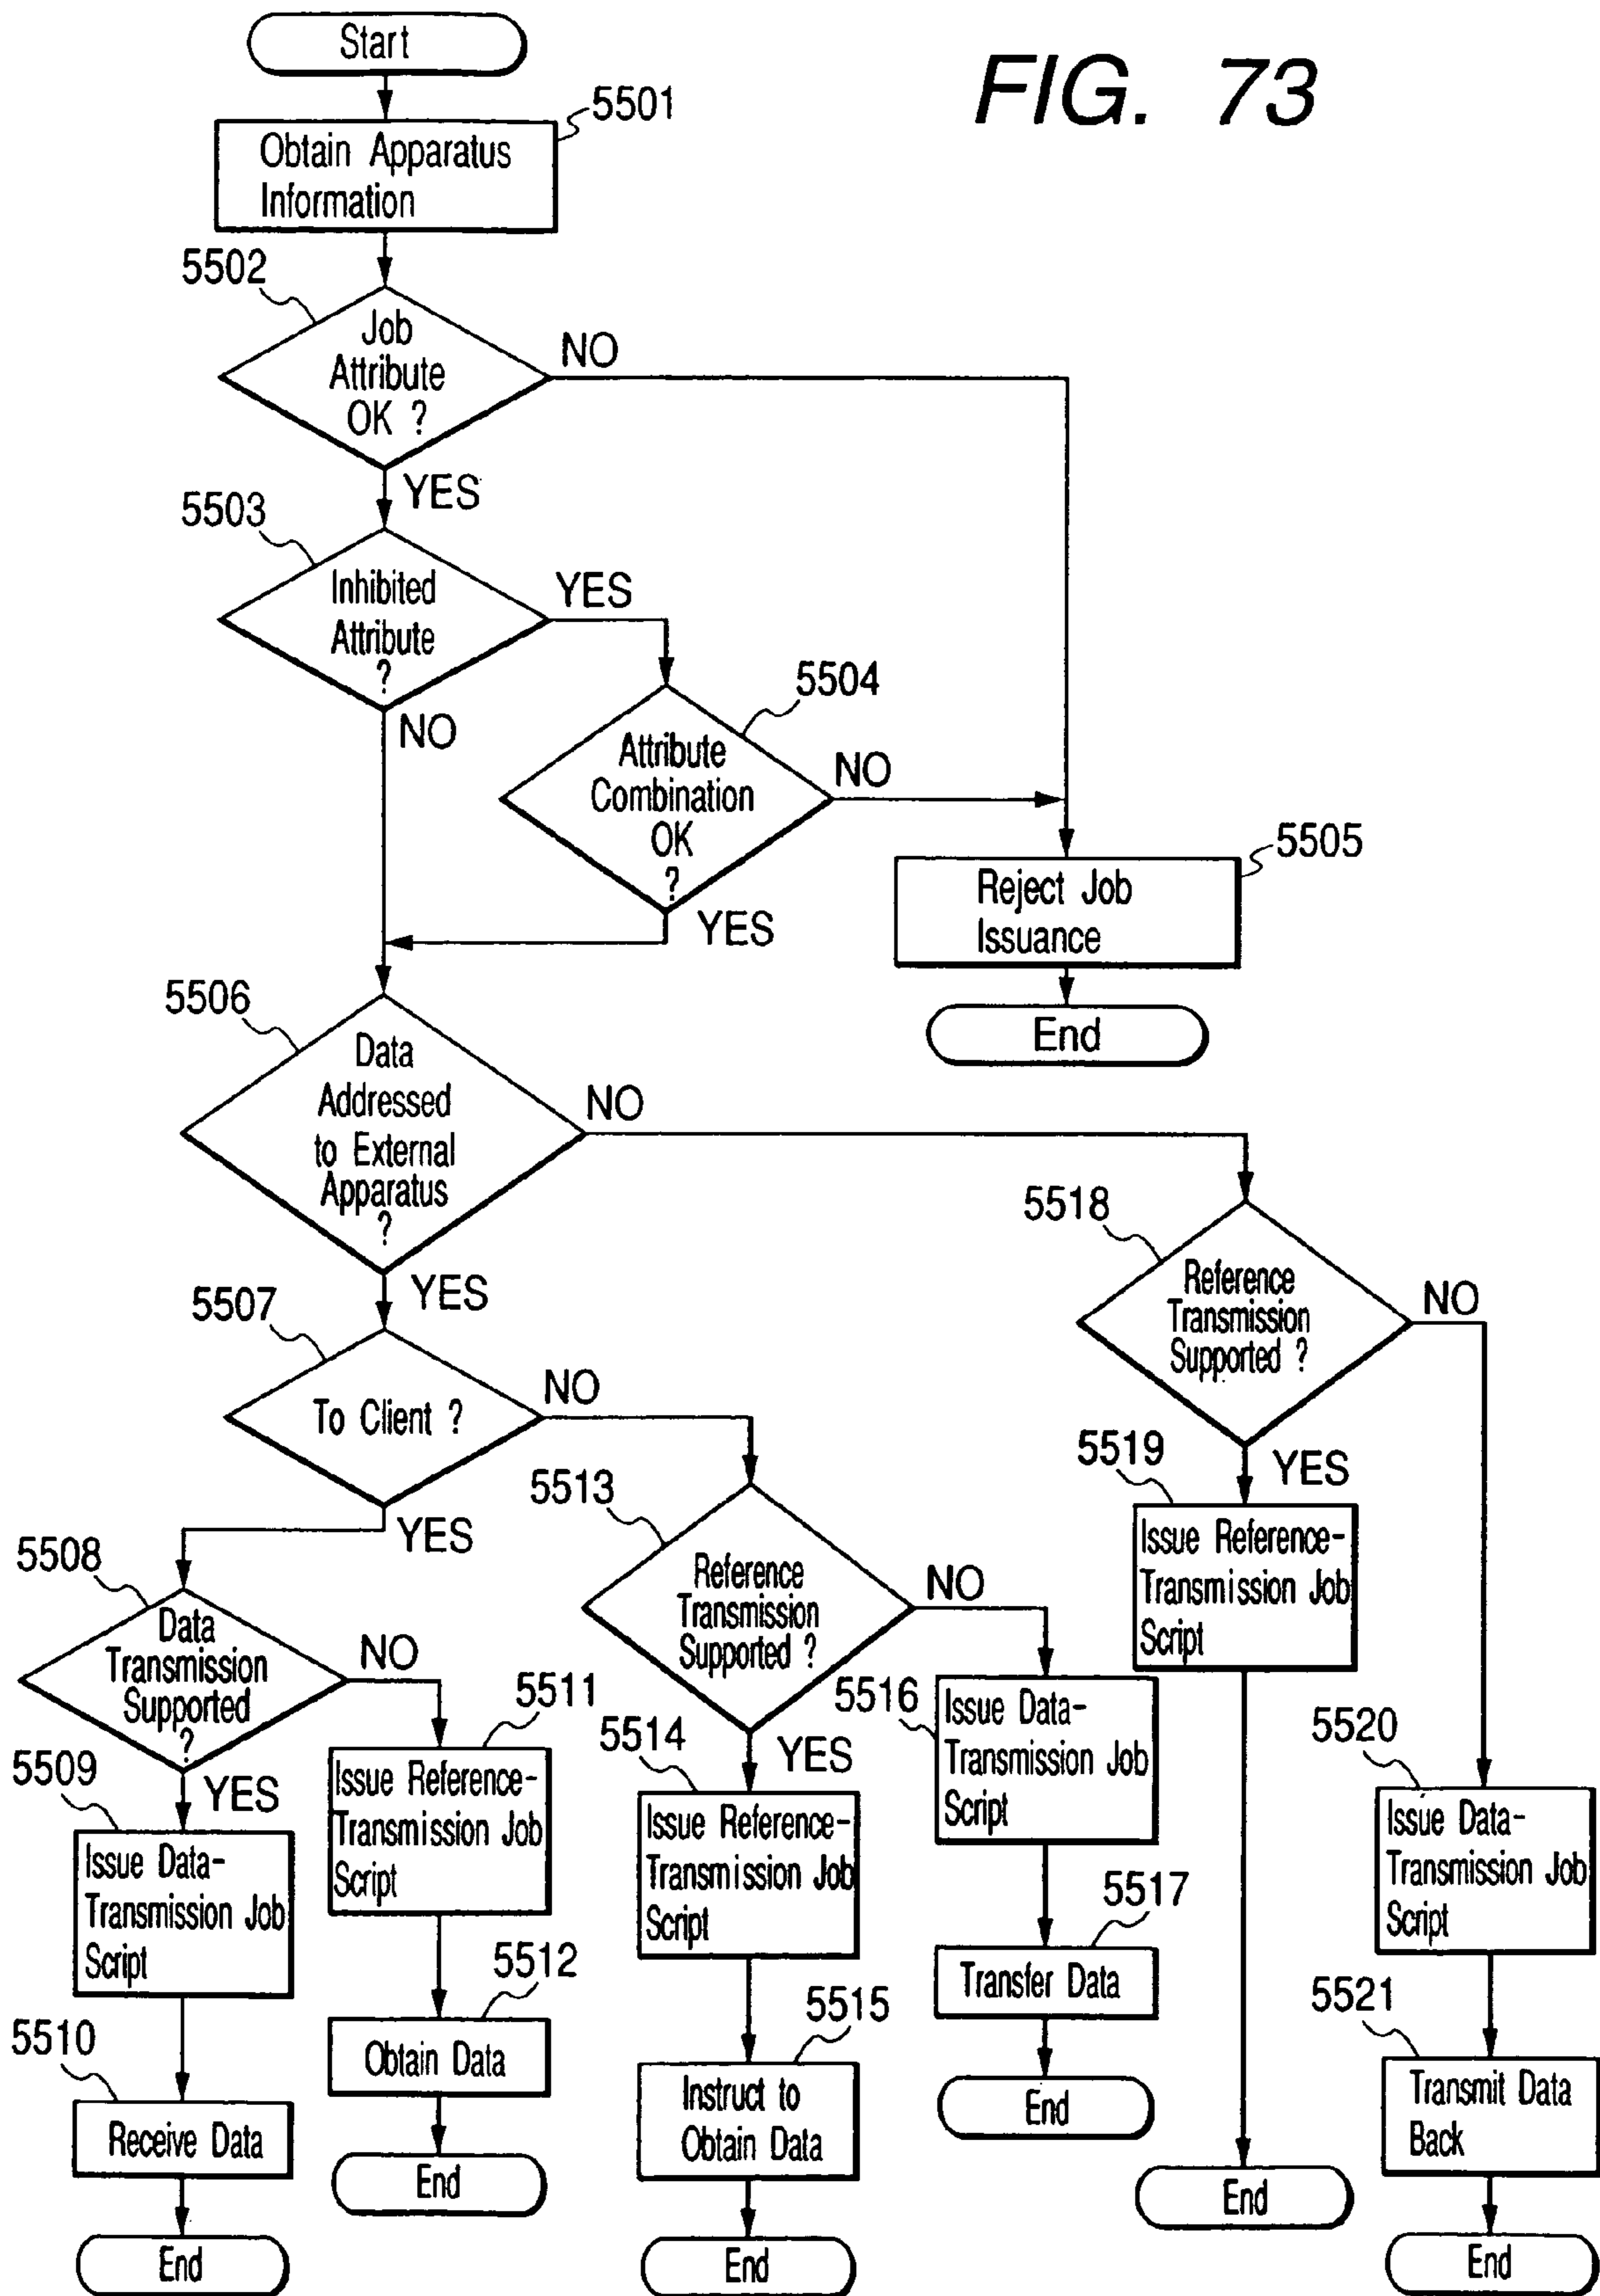 Start
FIG. 73
5501
Obtain Apparatus
Information
5502
Job
Attribute
OK ?
NO
YES
5503
Inhibited
Attribute
?
YES
NO
5504
Attribute
Combination
OK
?
NO
YES
5505
Reject Job
Issuance
End
5506
Data
Addressed
to External
Apparatus
?
NO
YES
5507
To Client ?
NO
YES
5518
Reference
Transmission
Supported ?
NO
YES
5519
Issue Reference-
Transmission Job
Script
End
5508
Data
Transmission
Supported
?
NO
YES
5509
Issue Data-
Transmission Job
Script
5510
Receive Data
End
5511
Issue Reference-
Transmission Job
Script
5512
Obtain Data
End
5513
Reference
Transmission
Supported ?
NO
YES
5514
Issue Reference-
Transmission Job
Script
5515
Instruct to
Obtain Data
End
5516
Issue Data-
Transmission Job
Script
5517
Transfer Data
End
5520
Issue Data-
Transmission Job
Script
5521
Transmit Data
Back
End